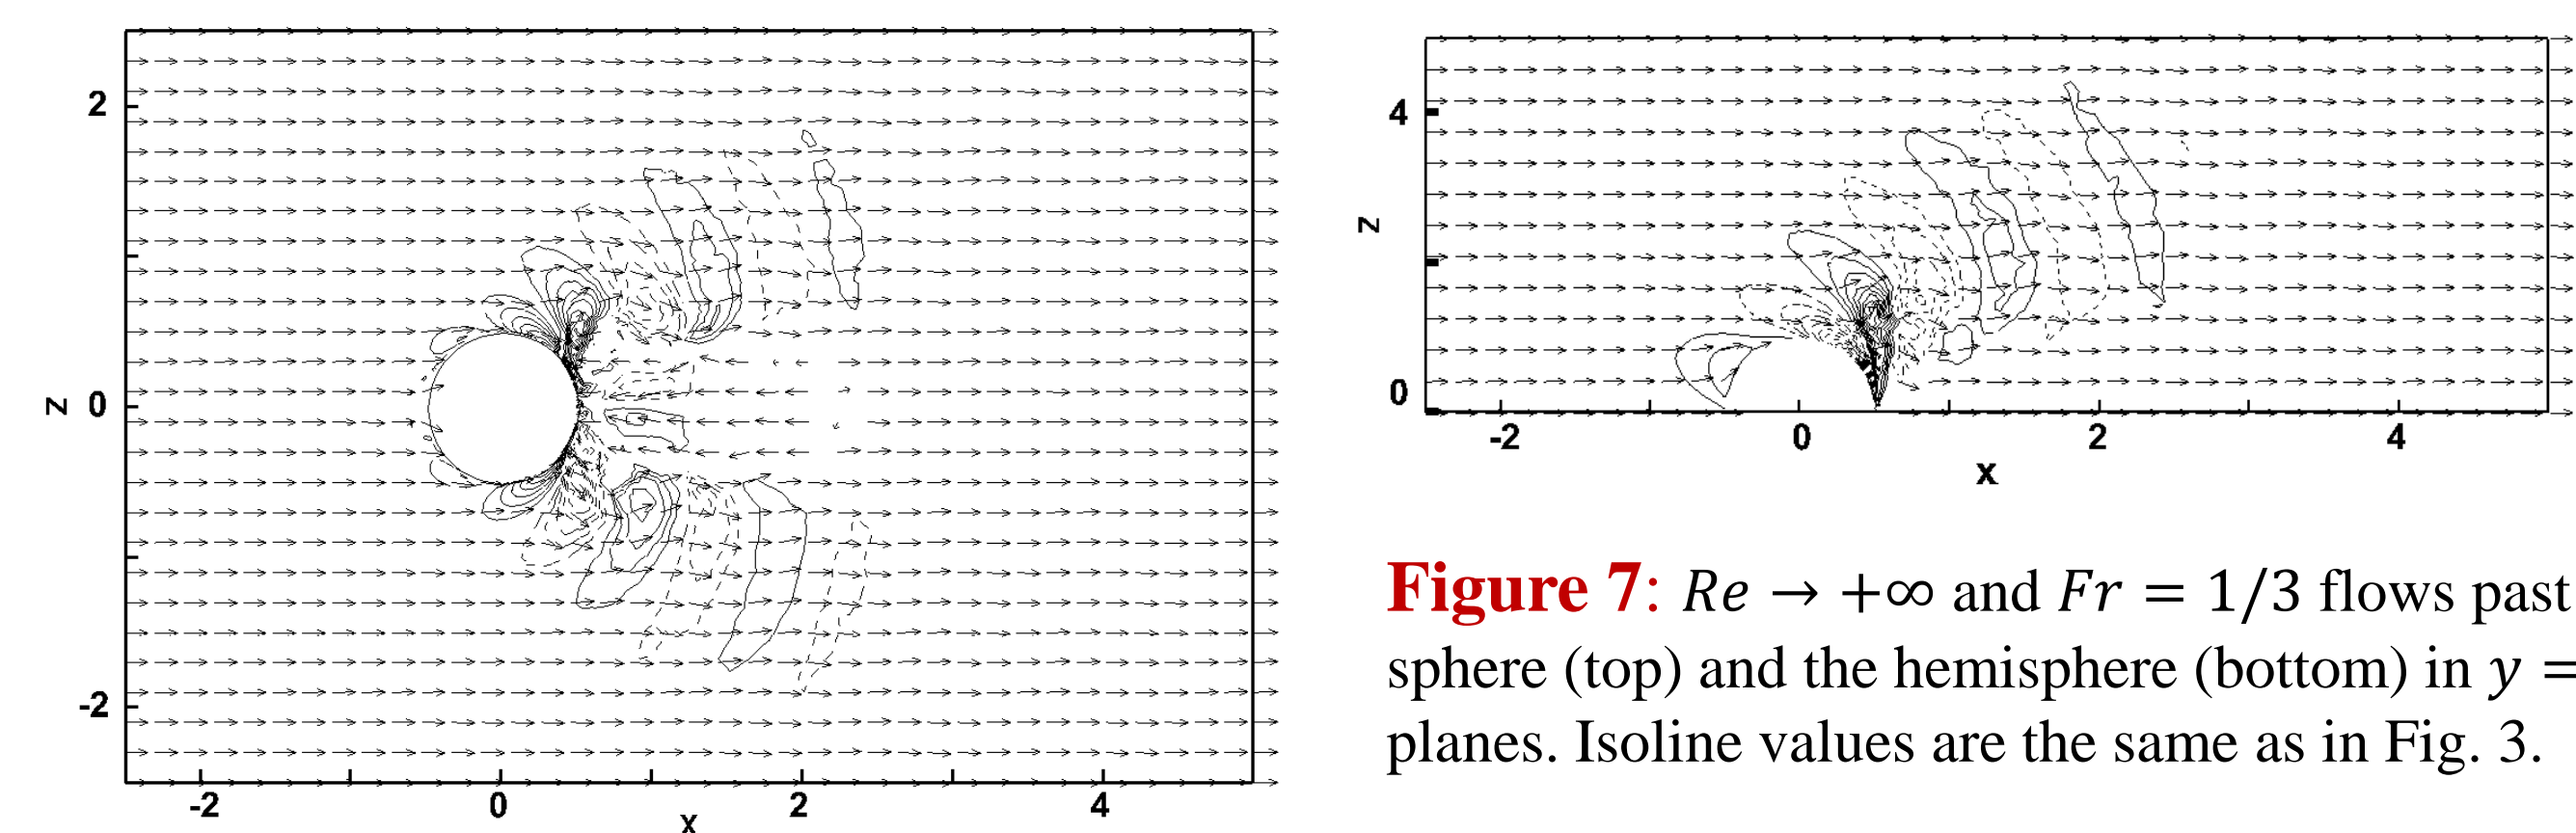 2
z 0
-2
-2 0 2 4
x
4
z
0
-2 0 2 4
x
Figure 7: Re → +∞ and Fr = 1/3 flows past
sphere (top) and the hemisphere (bottom) in y =
planes. Isoline values are the same as in Fig. 3.